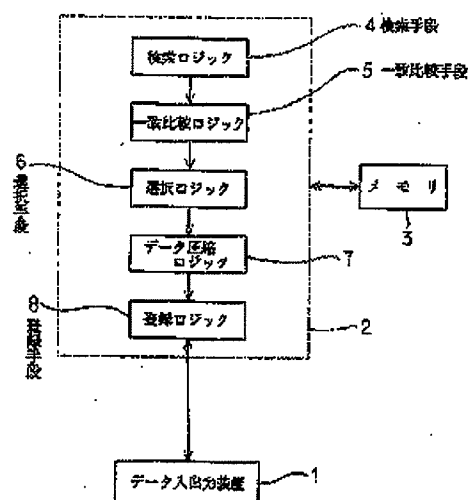 検索ロジック
4 検索手段
一致比較ロジック
5 一致比較手段
6 選択手段
選択ロジック
メモリ
3
データ圧縮
ロジック
7
8 登録手段
登録ロジック
2
データ入出力装置
1